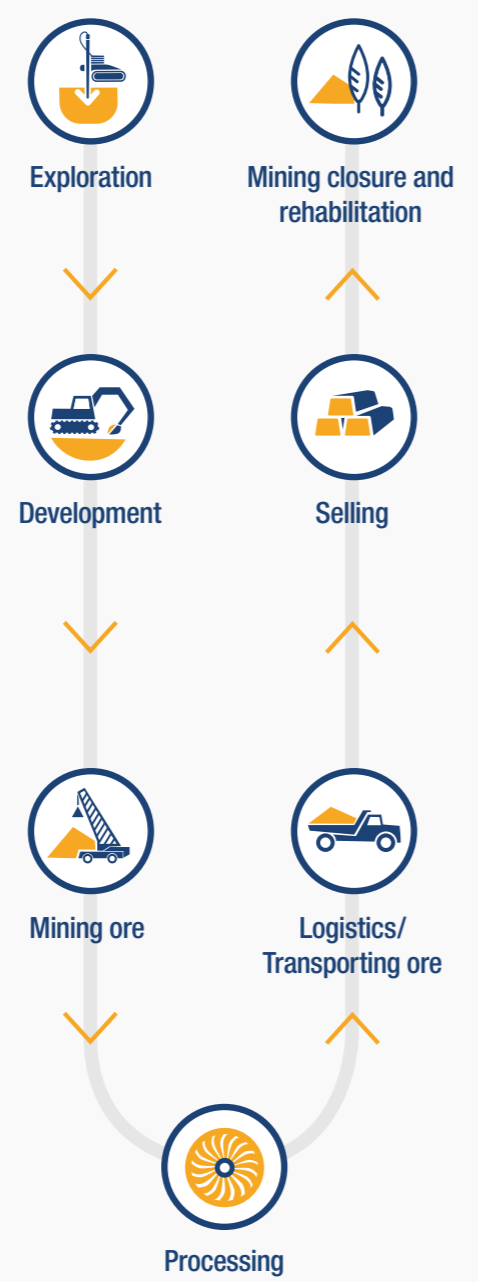 Exploration
Development
Mining ore
Processing
Logistics/
Transporting ore
Selling
Mining closure and
rehabilitation